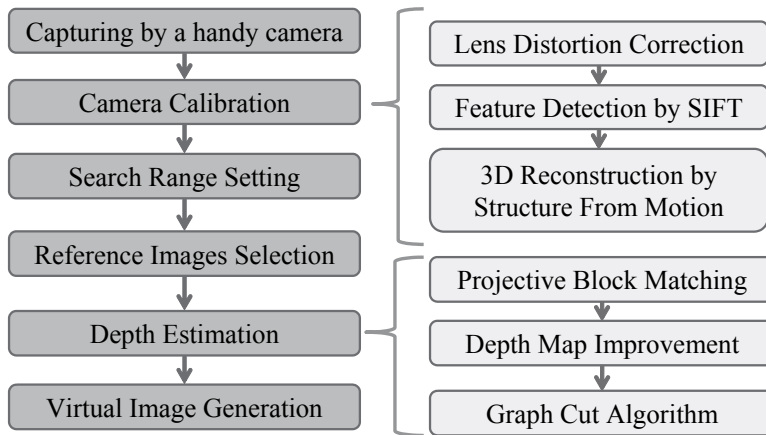 Capturing by a handy camera
Camera Calibration
Search Range Setting
Reference Images Selection
Depth Estimation
Virtual Image Generation
Lens Distortion Correction
Feature Detection by SIFT
3D Reconstruction by
Structure From Motion
Projective Block Matching
Depth Map Improvement
Graph Cut Algorithm